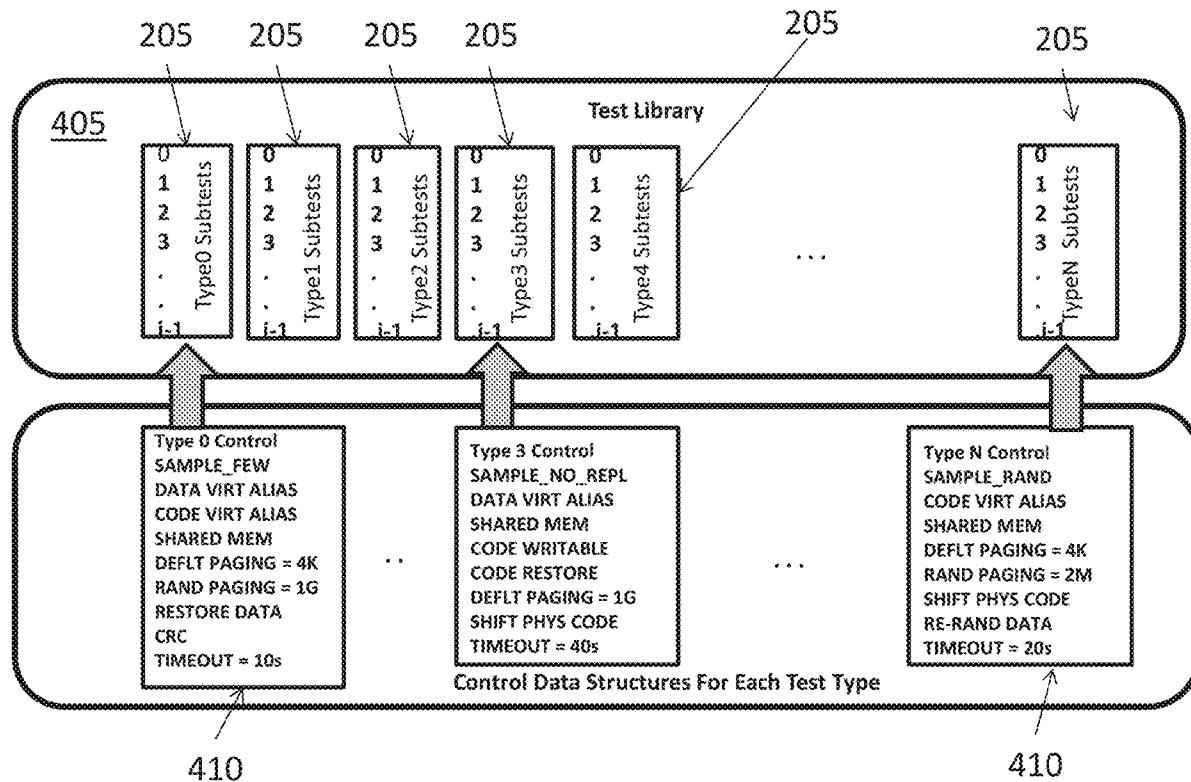 205
205
205
205
205
205
405
Test Library
0
1
2
3
.
.
j-1
Type0 Subtests
0
1
2
3
.
.
.j-1
Type1 Subtests
0
1
2
3
.
.
.j-1
Type2 Subtests
0
1
2
3
.
.
.j-1
Type3 Subtests
0
1
2
3
.
.
.j-1
Type4 Subtests
...
0
1
2
3
.
.
.j-1
TypeN Subtests
Type 0 Control
SAMPLE_FEW
DATA VIRT ALIAS
CODE VIRT ALIAS
SHARED MEM
DEFLT PAGING = 4K
RAND PAGING = 1G
RESTORE DATA
CRC
TIMEOUT = 10s
..
Type 3 Control
SAMPLE_NO_REPL
DATA VIRT ALIAS
SHARED MEM
CODE WRITABLE
CODE RESTORE
DEFLT PAGING = 1G
SHIFT PHYS CODE
TIMEOUT = 40s
...
Type N Control
SAMPLE_RAND
CODE VIRT ALIAS
SHARED MEM
DEFLT PAGING = 4K
RAND PAGING = 2M
SHIFT PHYS CODE
RE-RAND DATA
TIMEOUT = 20s
Control Data Structures For Each Test Type
410
410